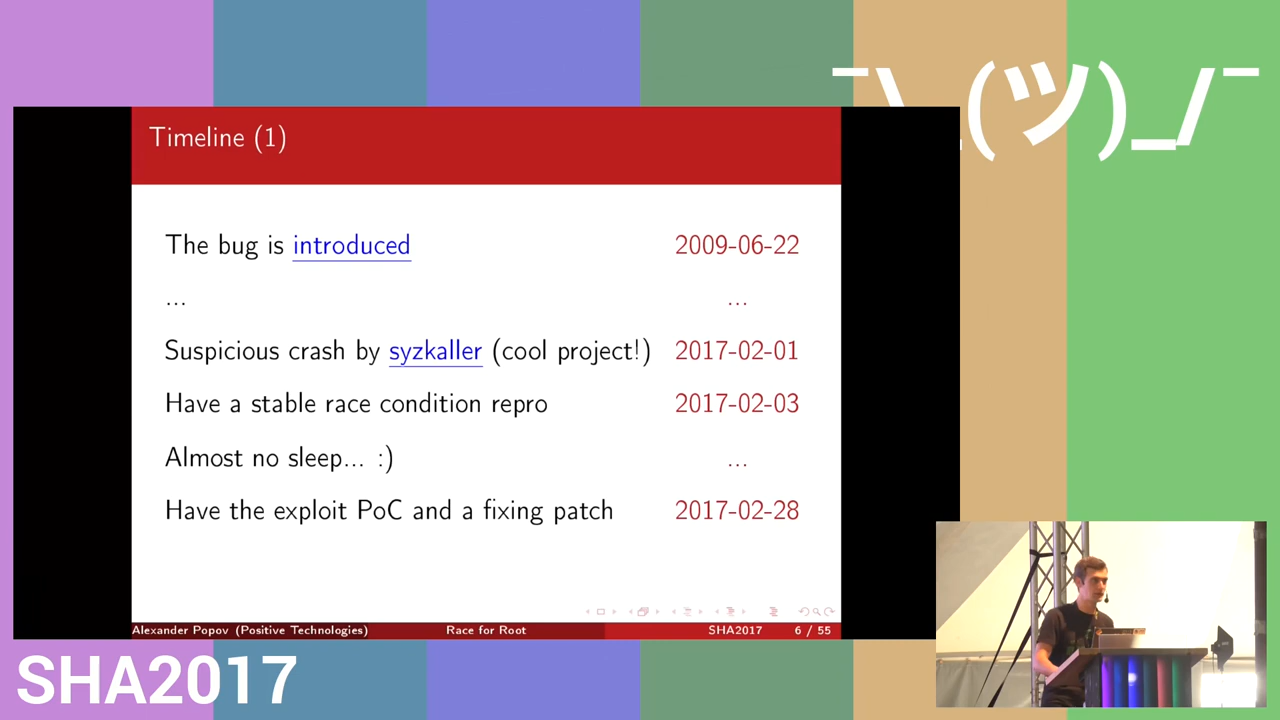 ¯\_(ツ)_/¯
Timeline (1)
The bug is introduced 2009-06-22
... ...
Suspicious crash by syzkaller (cool project!) 2017-02-01
Have a stable race condition repro 2017-02-03
Almost no sleep... :) ...
Have the exploit PoC and a fixing patch 2017-02-28
Alexander Popov (Positive Technologies) Race for Root SHA2017 6 / 55
SHA2017